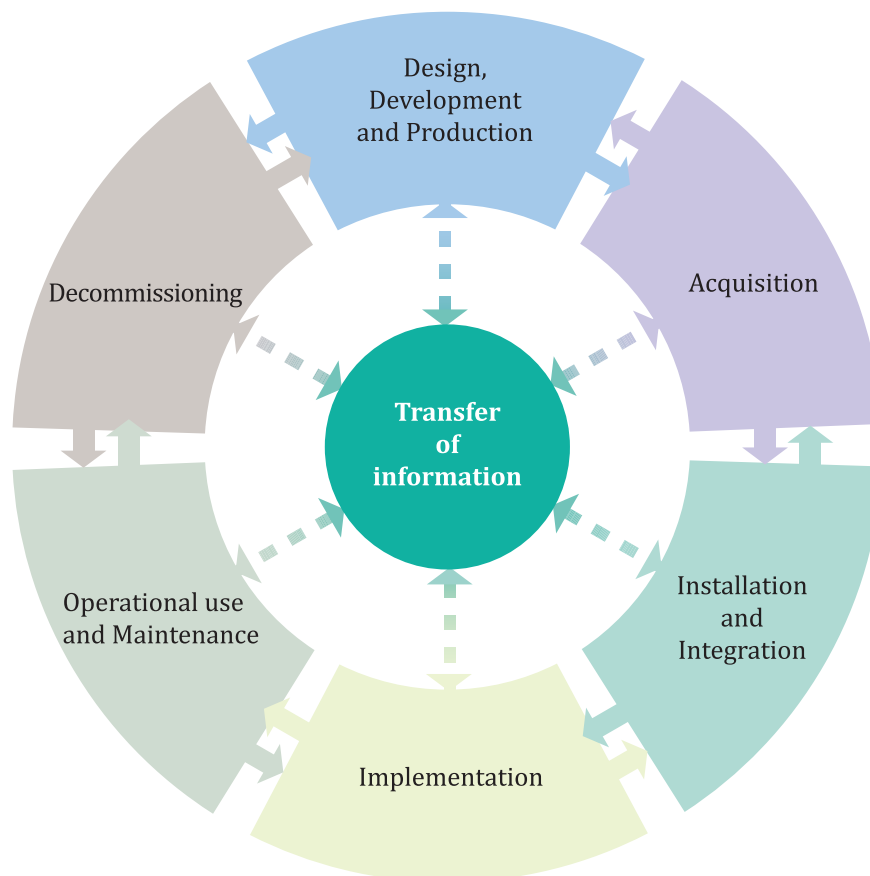 Design,
Development
and Production
Acquisition
Installation
and
Integration
Implementation
Operational use
and Maintenance
Decommissioning
Transfer
of
information